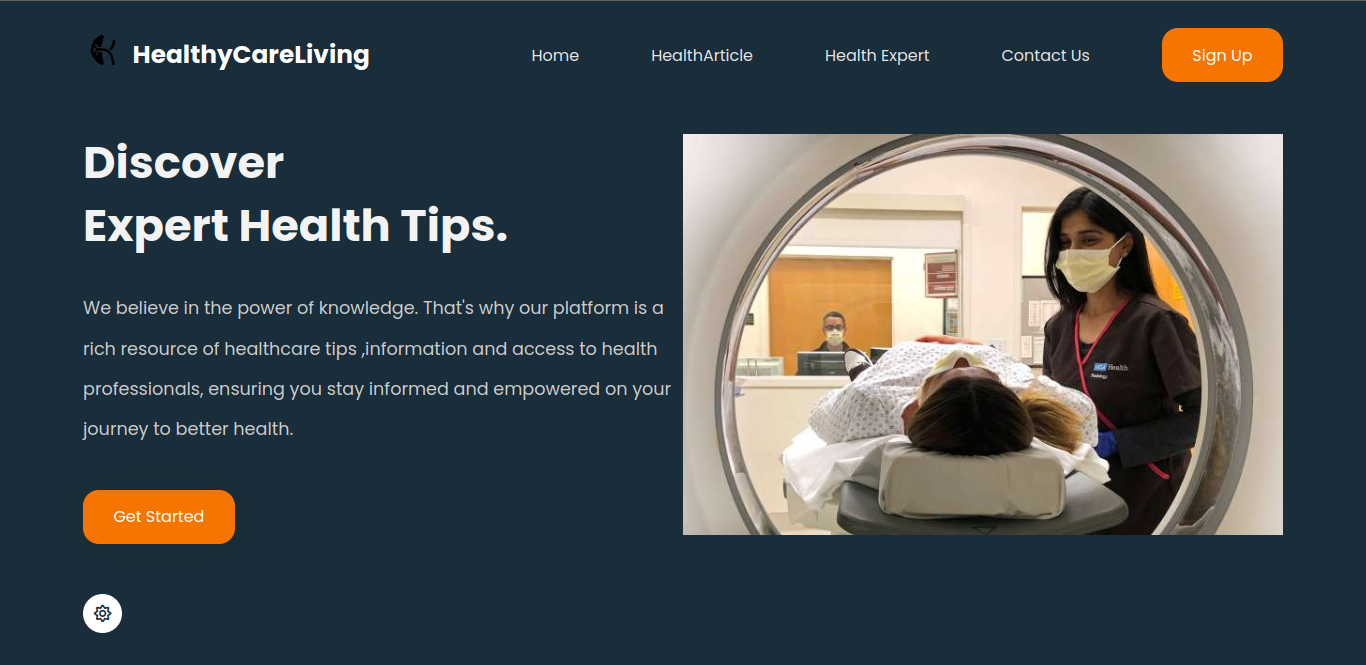 HealthyCareLiving
Home
HealthArticle
Health Expert
Contact Us
Sign Up
Discover
Expert Health Tips.
We believe in the power of knowledge. That's why our platform is a
rich resource of healthcare tips ,information and access to health
professionals, ensuring you stay informed and empowered on your
journey to better health.
Get Started
Health
Radiology